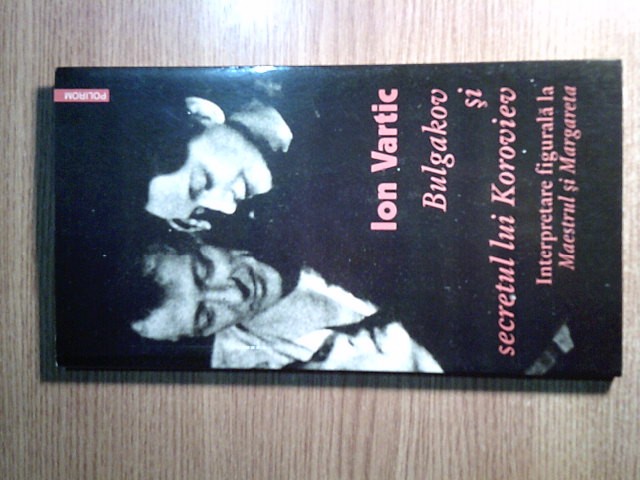 POLIROM
Ion Vartic
Bulgakov
și
secretul lui Koroviev
Interpretare figurală la
Maestrul și Margareta